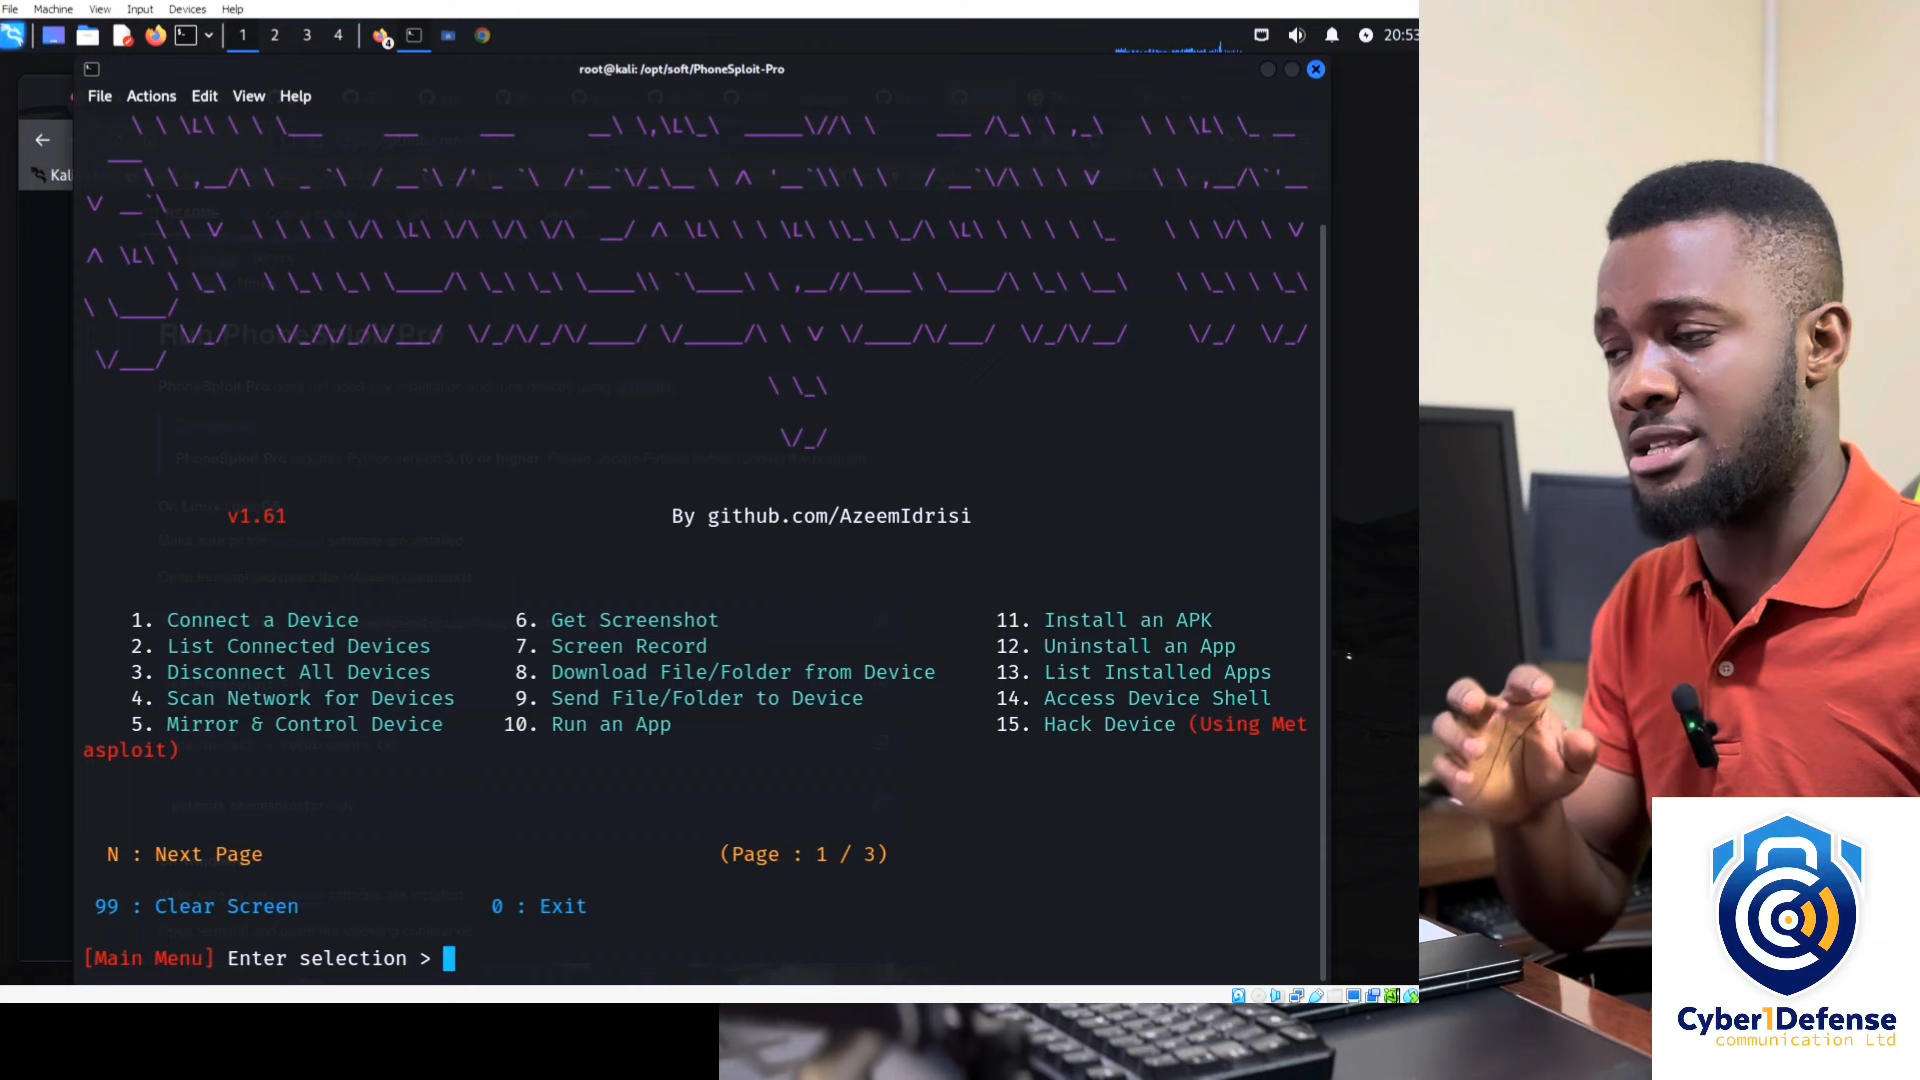 File Machine View Input Devices Help
1 2 3 4 4 20:53
root@kali: /opt/soft/PhoneSploit-Pro
File Actions Edit View Help
Kali
Run PhoneSploit Pro
v1.61 By github.com/AzeemIdrisi
1. Connect a Device 6. Get Screenshot 11. Install an APK
2. List Connected Devices 7. Screen Record 12. Uninstall an App
3. Disconnect All Devices 8. Download File/Folder from Device 13. List Installed Apps
4. Scan Network for Devices 9. Send File/Folder to Device 14. Access Device Shell
5. Mirror & Control Device 10. Run an App 15. Hack Device (Using Met
asploit)
N : Next Page (Page : 1 / 3)
99 : Clear Screen 0 : Exit
[Main Menu] Enter selection >
Cyber1Defense
communication Ltd